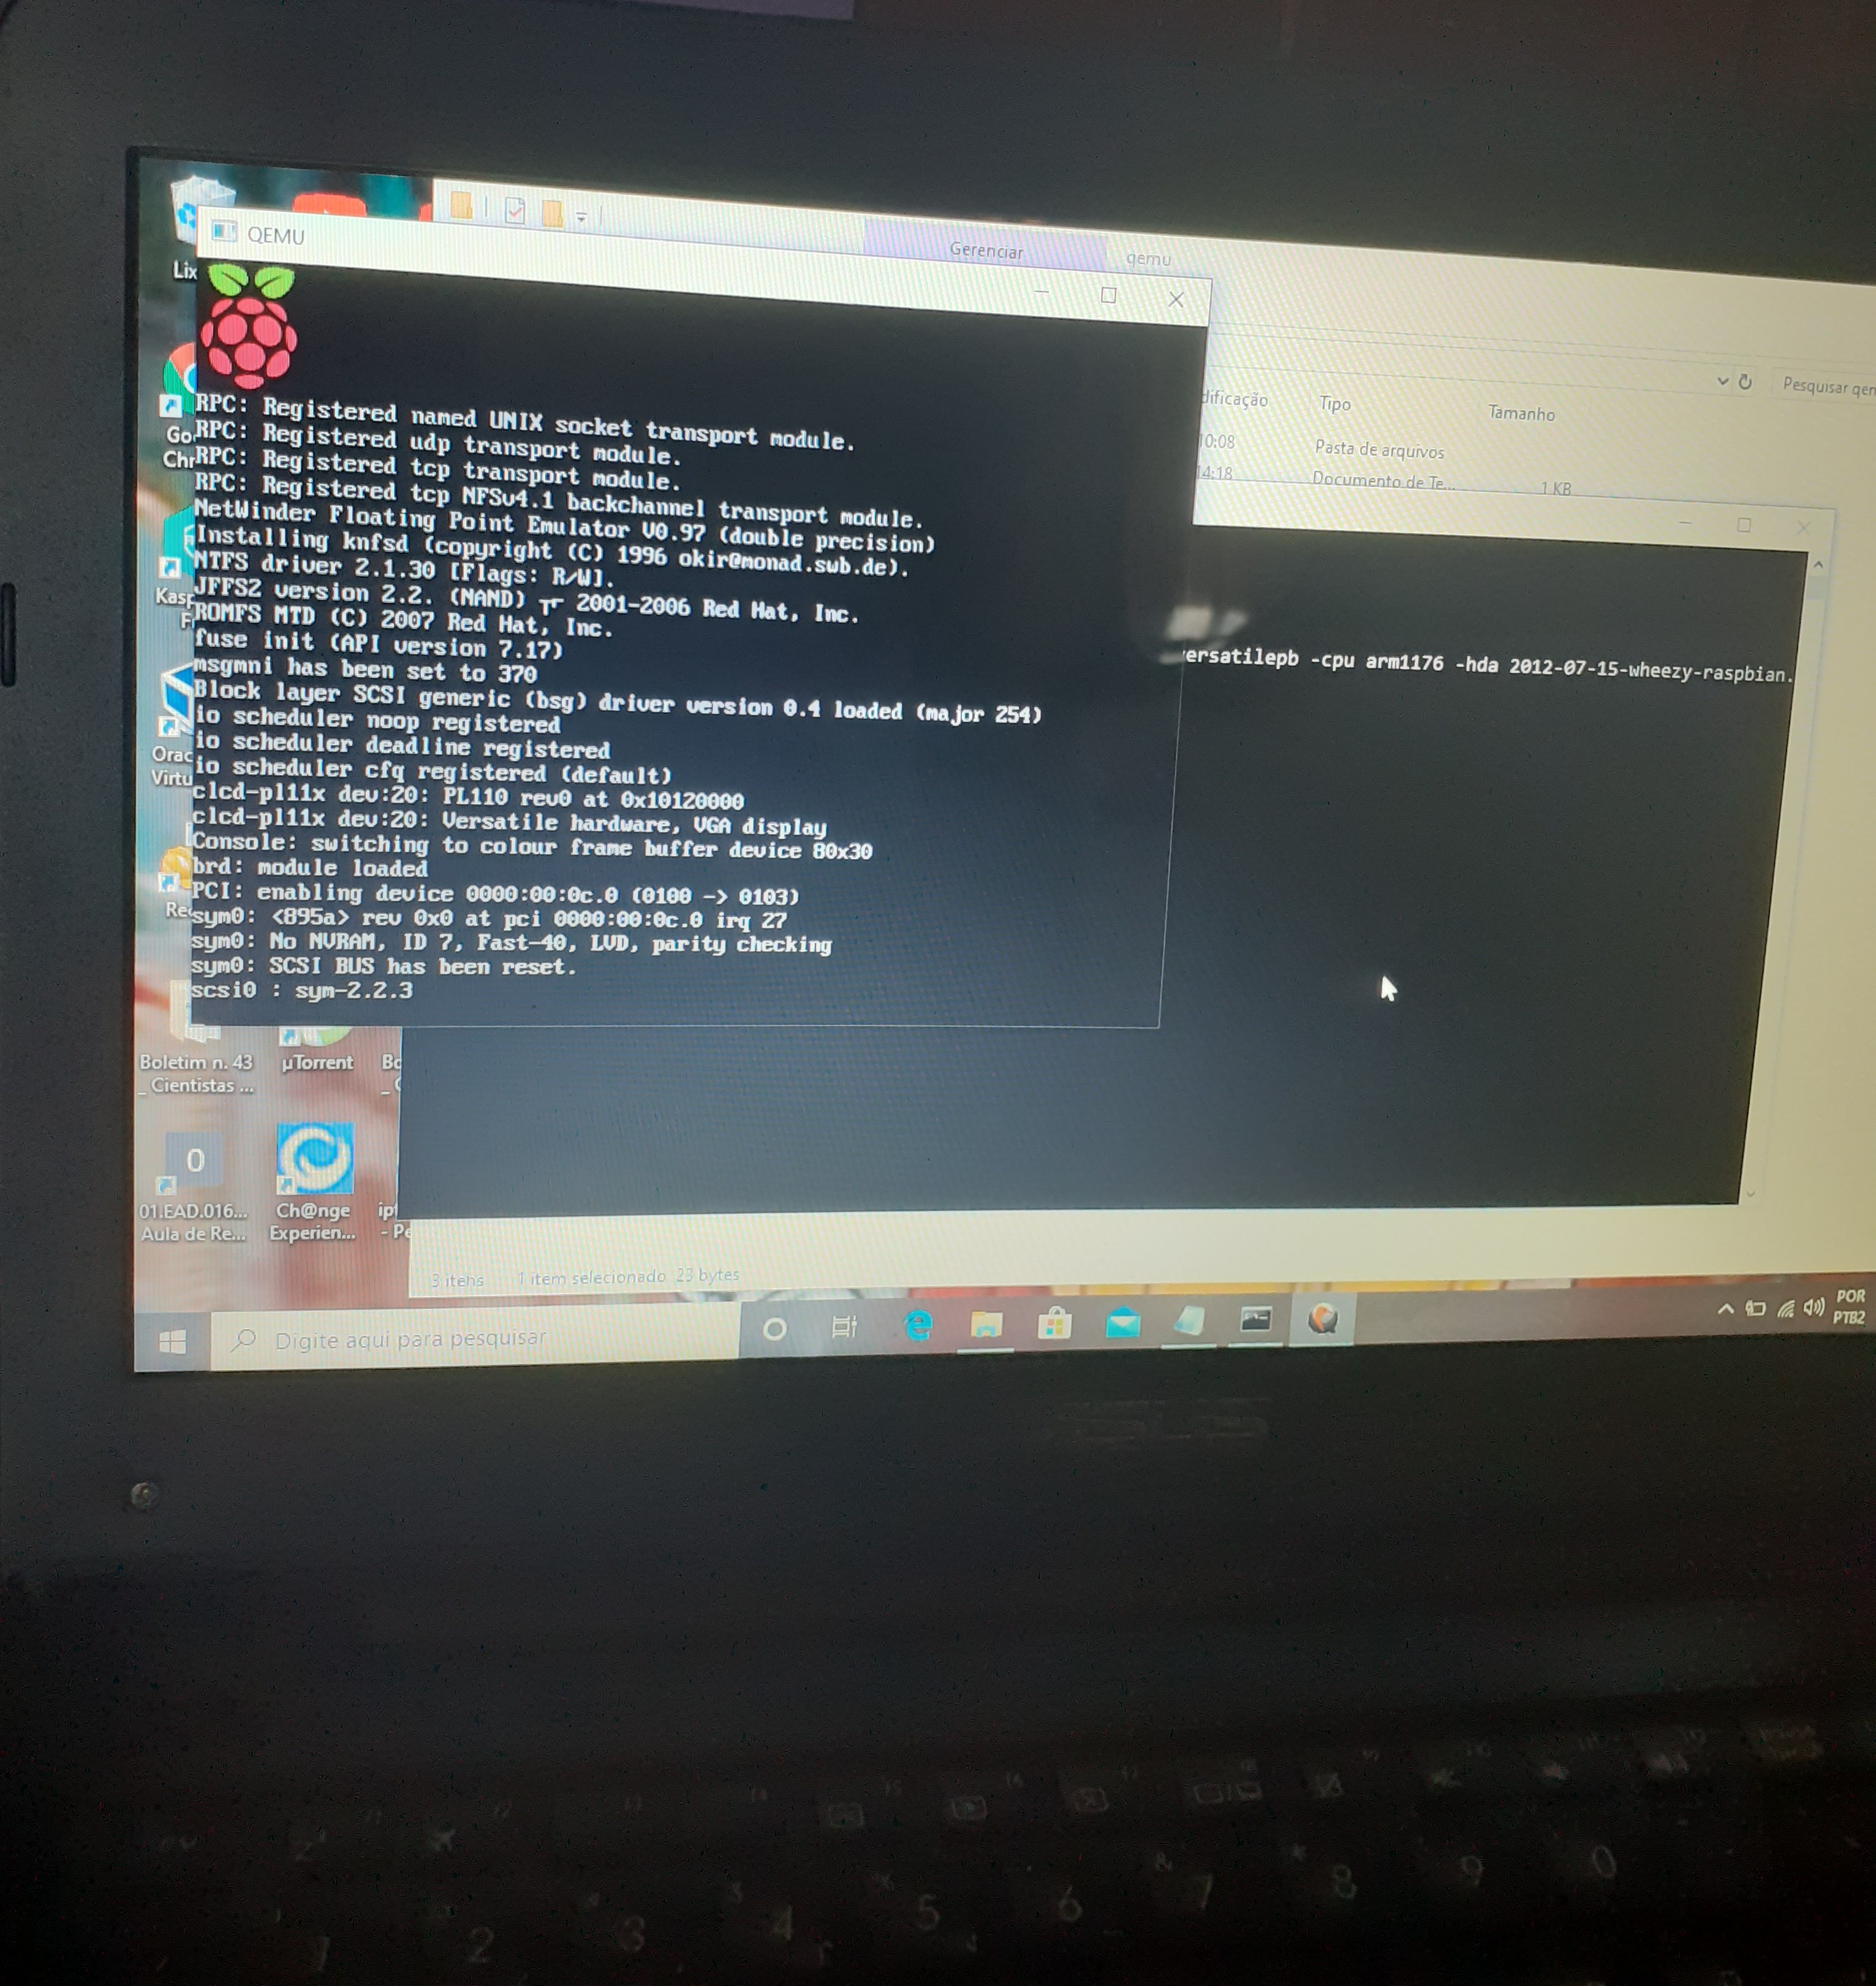 QEMU
Gerenciar
qemu
Lix
RPC: Registered named UNIX socket transport module.
RPC: Registered udp transport module.
RPC: Registered tcp transport module.
RPC: Registered tcp NFSv4.1 backchannel transport module.
NetWinder Floating Point Emulator V0.97 (double precision)
Installing knfsd (copyright (C) 1996 okir@monad.swb.de).
NTFS driver 2.1.30 [Flags: R/W].
JFFS2 version 2.2. (NAND) 2001-2006 Red Hat, Inc.
ROMFS MTD (C) 2007 Red Hat, Inc.
fuse init (API version 7.17)
msgmni has been set to 370
Block layer SCSI generic (bsg) driver version 0.4 loaded (major 254)
io scheduler noop registered
io scheduler deadline registered
io scheduler cfq registered (default)
clcd-pl11x dev:20: PL110 rev0 at 0x10120000
clcd-pl11x dev:20: Versatile hardware, VGA display
Console: switching to colour frame buffer device 80x30
brd: module loaded
PCI: enabling device 0000:00:0c.0 (0100 -> 0103)
sym0: <895a> rev 0x0 at pci 0000:00:0c.0 irq 27
sym0: No NVRAM, ID 7, Fast-40, LVD, parity checking
sym0: SCSI BUS has been reset.
scsi0 : sym-2.2.3
Go
Chr
Kasp
F
Orac
Virtu
Re
Pesquisar qem
dificação Tipo Tamanho
10:08 Pasta de arquivos
14:18 Documento de Te... 1 KB
ersatilepb -cpu arm1176 -hda 2012-07-15-wheezy-raspbian.
Boletim n. 43
_ Cientistas ...
µTorrent
Bo
0
01.EAD.016...
Aula de Re...
Ch@nge
Experien...
ip
- Pe
3 itens 1 item selecionado 23 bytes
Digite aqui para pesquisar
POR
PTB2
1 2 3 4 5 6 7 8 9 0